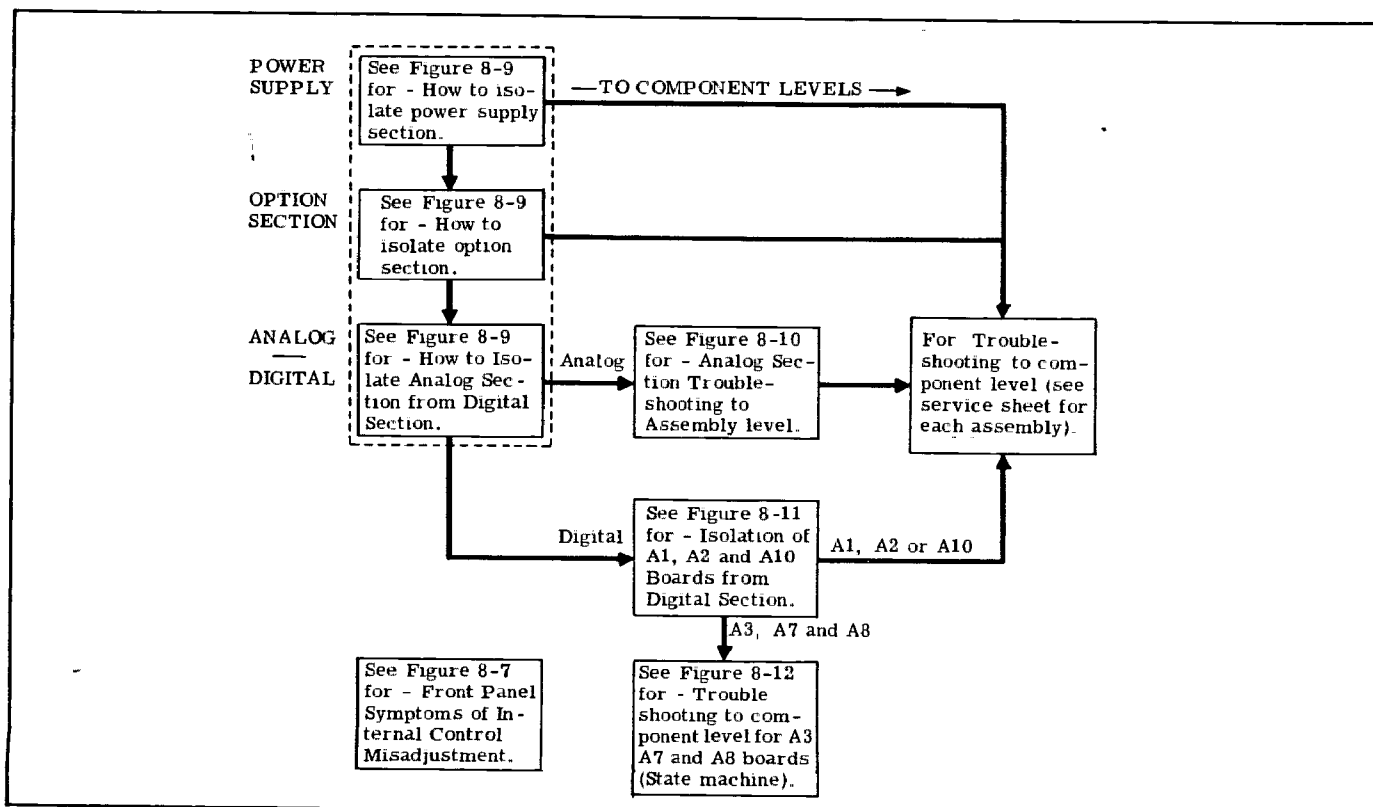 POWER
SUPPLY
See Figure 8-9
for - How to iso-
late power supply
section.
—TO COMPONENT LEVELS→
OPTION
SECTION
See Figure 8-9
for - How to
isolate option
section.
ANALOG
—
DIGITAL
See Figure 8-9
for - How to Iso-
late Analog Sec-
tion from Digital
Section.
Analog
See Figure 8-10
for - Analog Sec-
tion Trouble-
shooting to
Assembly level.
For Trouble-
shooting to com-
ponent level (see
service sheet for
each assembly).
Digital
See Figure 8-11
for - Isolation of
A1, A2 and A10
Boards from
Digital Section.
A1, A2 or A10
A3, A7 and A8
See Figure 8-7
for - Front Panel
Symptoms of In-
ternal Control
Misadjustment.
See Figure 8-12
for - Trouble
shooting to com-
ponent level for A3
A7 and A8 boards
(State machine).